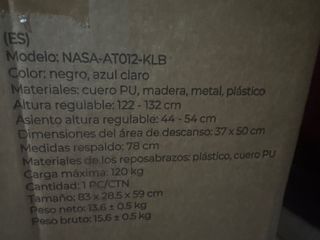 (ES)
Modelo: NASA-AT012-KLB
Color: negro, azul claro
Materiales: cuero PU, madera, metal, plástico
Altura regulable: 122 - 132 cm
Asiento altura regulable: 44 - 54 cm
Dimensiones del área de descanso: 37 x 50 cm
Medidas respaldo: 78 cm
Materiales de los reposabrazos: plástico, cuero PU
Carga máxima: 120 kg
Cantidad: 1 PC/CTN
Tamaño: 83 x 28.5 x 59 cm
Peso neto: 13.6 ± 0.5 kg
Peso bruto: 15.6 ± 0.5 kg